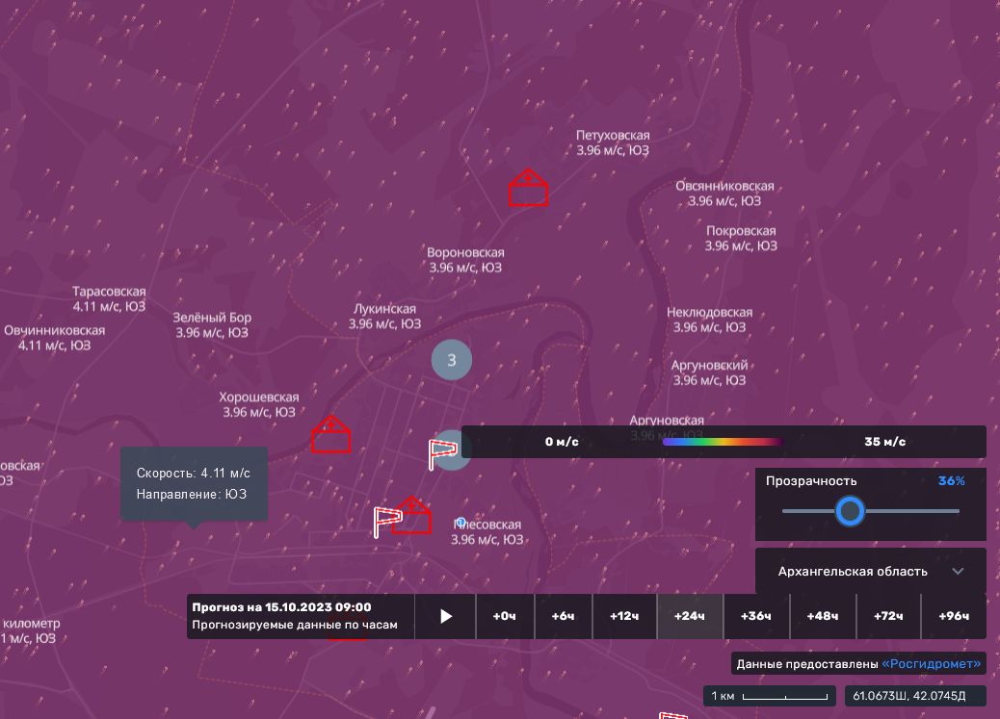 Петуховская
3.96 м/с, ЮЗ
Овсянниковская
3.96 м/с, ЮЗ
Покровская
3.96 м/с, ЮЗ
Вороновская
3.96 м/с, ЮЗ
Тарасовская
4.11 м/с, ЮЗ
Зелёный Бор
3.96 м/с, ЮЗ
Лукинская
3.96 м/с, ЮЗ
Неклюдовская
3.96 м/с, ЮЗ
Овчинниковская
4.11 м/с, ЮЗ
3
Аргуновский
3.96 м/с, ЮЗ
Хорошевская
3.96 м/с, ЮЗ
Аргуновская
3.96 м/с, ЮЗ
0 м/с
35 м/с
овская
ЮЗ
Скорость: 4.11 м/с
Направление: ЮЗ
Прозрачность
36%
Плесовская
3.96 м/с, ЮЗ
Архангельская область
Прогноз на 15.10.2023 09:00
Прогнозируемые данные по часам
+0ч
+6ч
+12ч
+24ч
+36ч
+48ч
+72ч
+96ч
километр
1 м/с, ЮЗ
Данные предоставлены «Росгидромет»
1 км
61.0673Ш, 42.0745Д